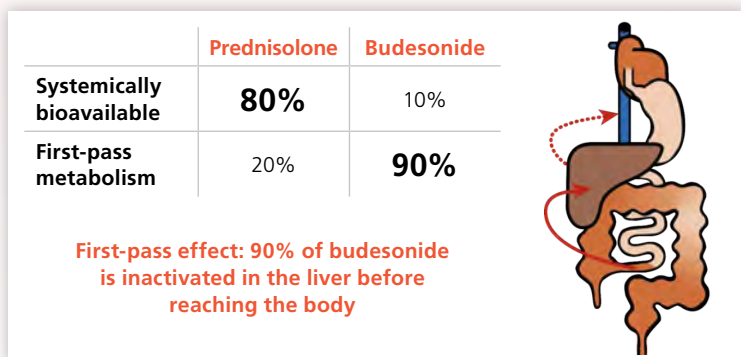 Prednisolone Budesonide
Systemically
bioavailable
80% 10%
First-pass
metabolism
20% 90%
First-pass effect: 90% of budesonide
is inactivated in the liver before
reaching the body